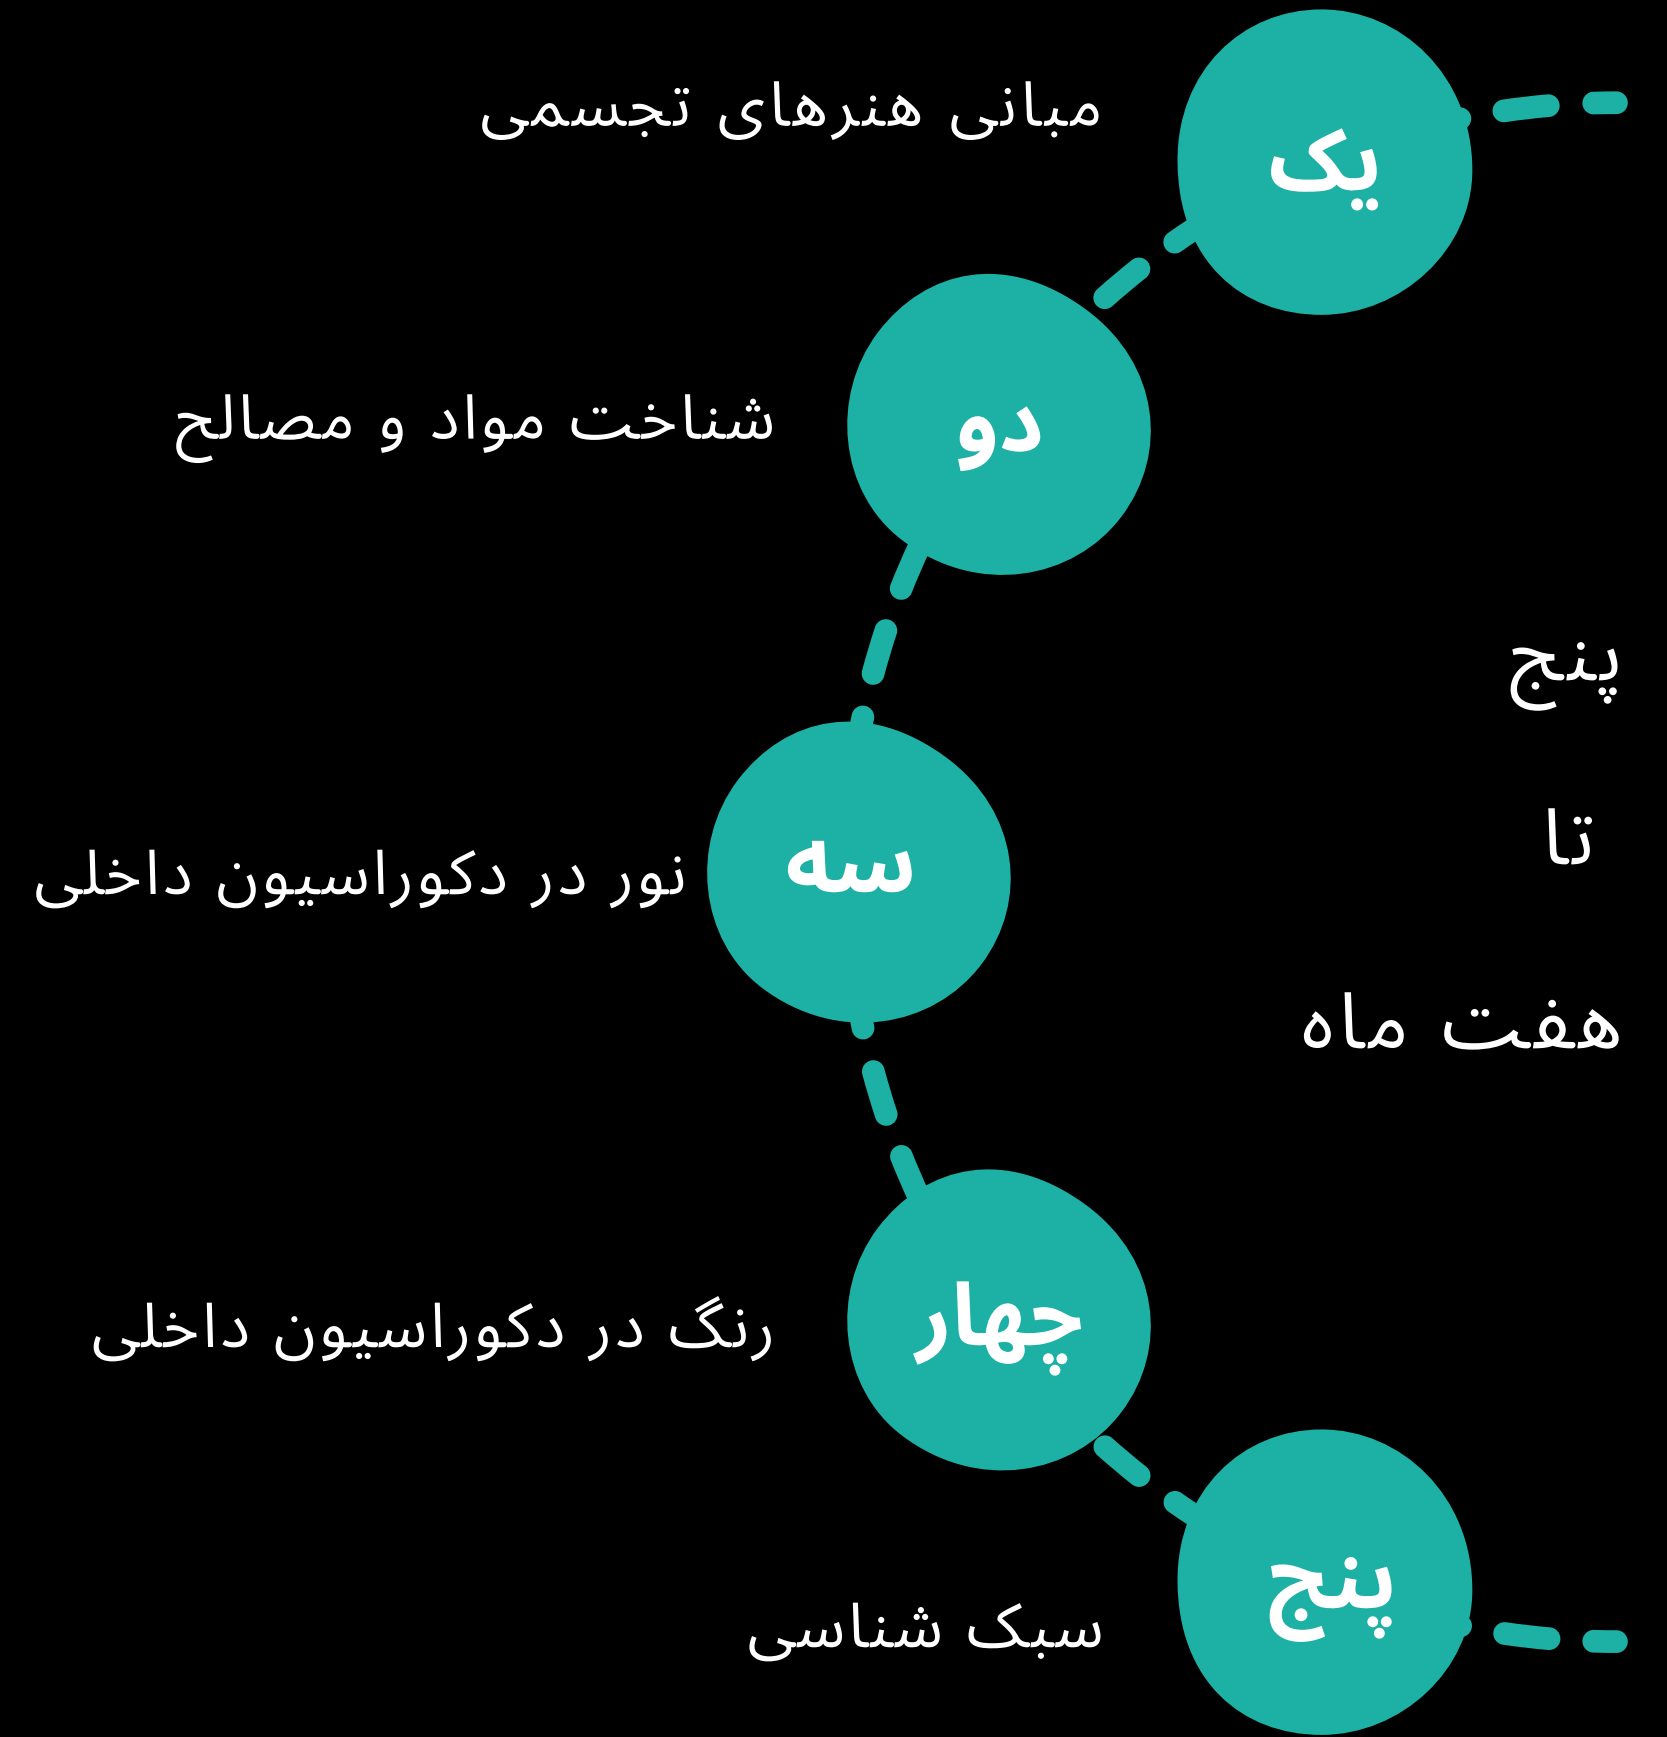 یک
مبانی هنرهای تجسمی
دو
شناخت مواد و مصالح
پنج
تا
هفت ماه
سه
نور در دکوراسیون داخلی
چهار
رنگ در دکوراسیون داخلی
پنج
سبک شناسی